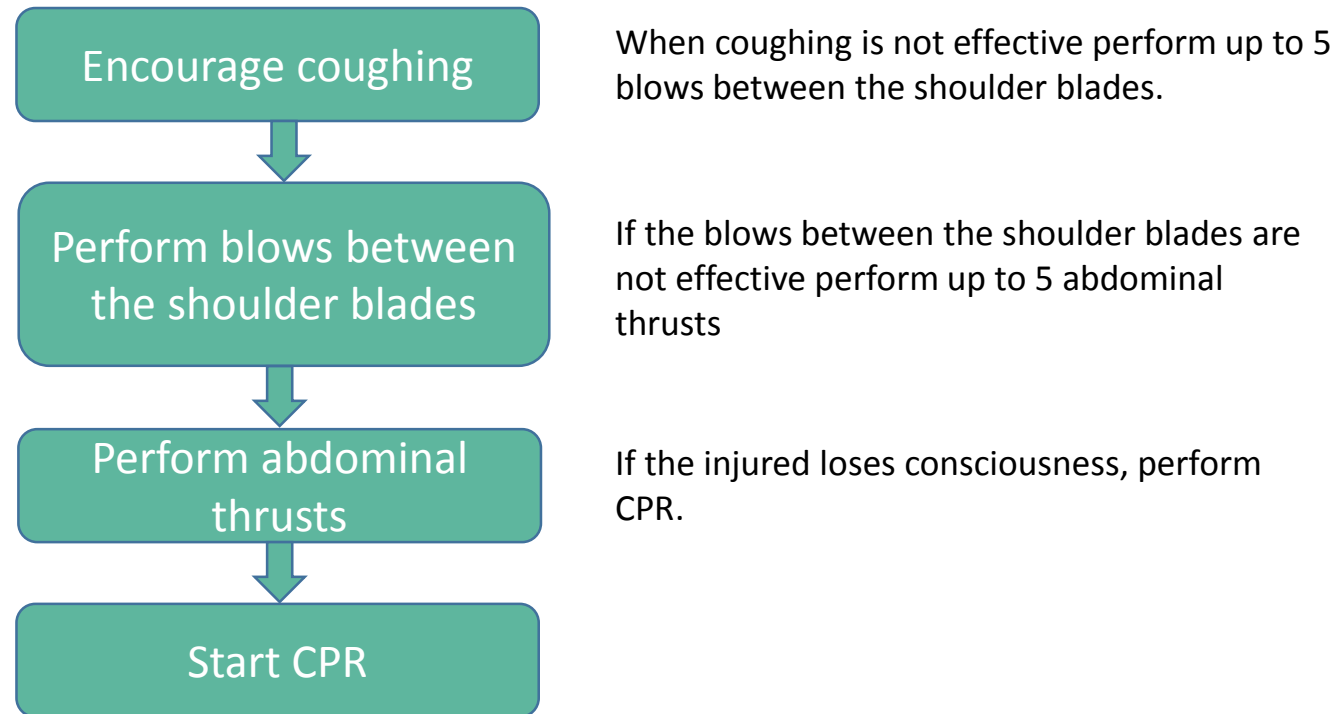 Encourage coughing
When coughing is not effective perform up to 5
blows between the shoulder blades.
Perform blows between
the shoulder blades
If the blows between the shoulder blades are
not effective perform up to 5 abdominal
thrusts
Perform abdominal
thrusts
If the injured loses consciousness, perform
CPR.
Start CPR